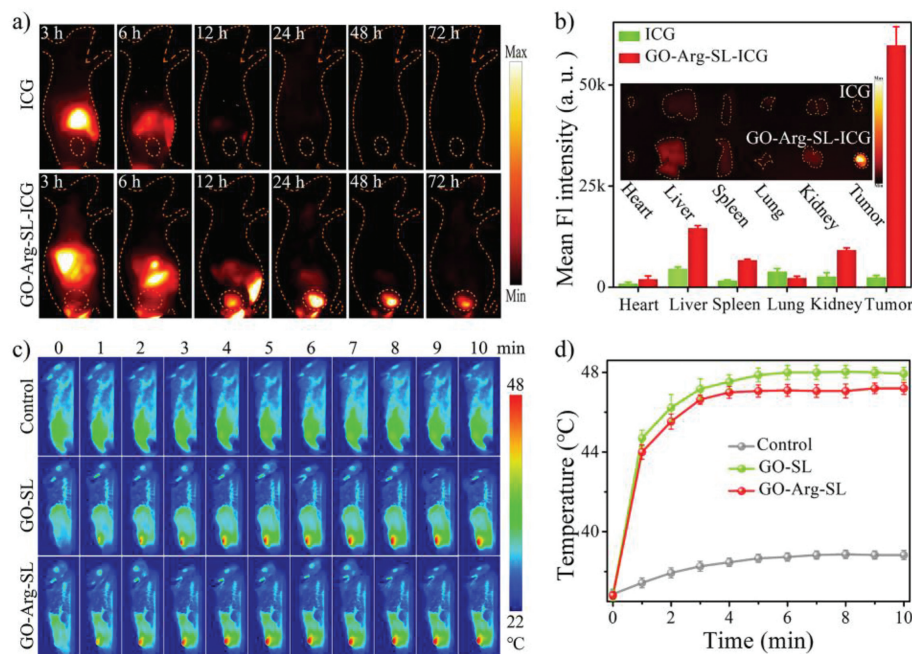 a)
3 h 6 h 12 h 24 h 48 h 72 h
ICG
3 h 6 h 12 h 24 h 48 h 72 h
GO-Arg-SL-ICG
Max
Min
b)
ICG
GO-Arg-SL-ICG
Mean FI intensity (a. u.)
50k
25k
0
Max
ICG
GO-Arg-SL-ICG
Heart Liver Spleen Lung Kidney Tumor
Heart Liver Spleen Lung Kidney Tumor
c)
0 1 2 3 4 5 6 7 8 9 10 min
Control
GO-SL
GO-Arg-SL
48
22
°C
d)
Temperature (°C)
48
44
40
Control
GO-SL
GO-Arg-SL
0 2 4 6 8 10
Time (min)